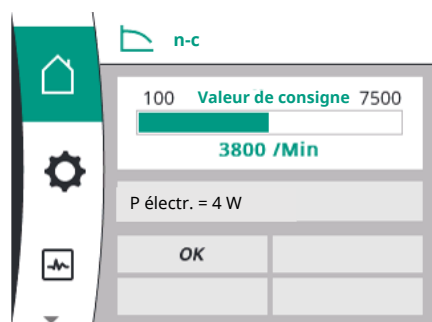 n-c
100 Valeur de consigne 7500
3800 /Min
P électr. = 4 W
OK